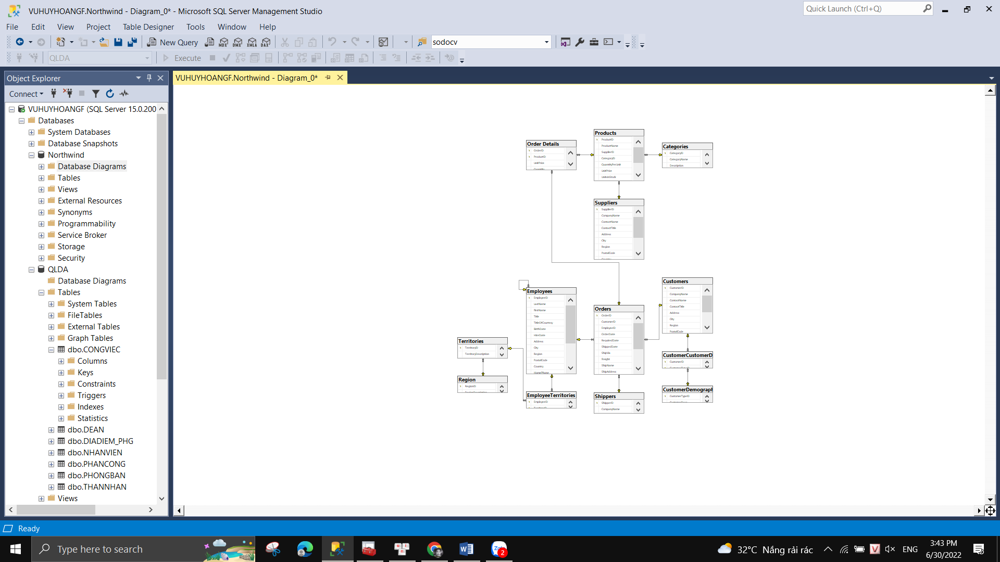 VUHUYHOANGF.Northwind - Diagram_0* - Microsoft SQL Server Management Studio
Quick Launch (Ctrl+Q)
File Edit View Project Table Designer Tools Window Help
New Query
MDX DMX XMLA DAX
sodocv
QLDA
Execute
Object Explorer
Connect
VUHUYHOANGF (SQL Server 15.0.200
Databases
System Databases
Database Snapshots
Northwind
Database Diagrams
Tables
Views
External Resources
Synonyms
Programmability
Service Broker
Storage
Security
QLDA
Database Diagrams
Tables
System Tables
FileTables
External Tables
Graph Tables
dbo.CONGVIEC
Columns
Keys
Constraints
Triggers
Indexes
Statistics
dbo.DEAN
dbo.DIADIEM_PHG
dbo.NHANVIEN
dbo.PHANCONG
dbo.PHONGBAN
dbo.THANNHAN
Views
VUHUYHOANGF.Northwind - Diagram_0*
Order Details
OrderID
ProductID
UnitPrice
Quantity
Products
ProductID
ProductName
SupplierID
CategoryID
QuantityPerUnit
UnitPrice
UnitsInStock
Categories
CategoryID
CategoryName
Description
Suppliers
SupplierID
CompanyName
ContactName
ContactTitle
Address
City
Region
PostalCode
Country
Employees
EmployeeID
LastName
FirstName
Title
TitleOfCourtesy
BirthDate
HireDate
Address
City
Region
PostalCode
Country
HomePhone
Orders
OrderID
CustomerID
EmployeeID
OrderDate
RequiredDate
ShippedDate
ShipVia
Freight
ShipName
ShipAddress
Customers
CustomerID
CompanyName
ContactName
ContactTitle
Address
City
Region
PostalCode
Territories
TerritoryID
TerritoryDescription
Region
RegionID
EmployeeTerritories
EmployeeID
Shippers
ShipperID
CompanyName
CustomerCustomerD
CustomerID
CustomerDemograph
CustomerTypeID
Ready
Type here to search
2
32°C Nắng rải rác
ENG
3:43 PM
6/30/2022